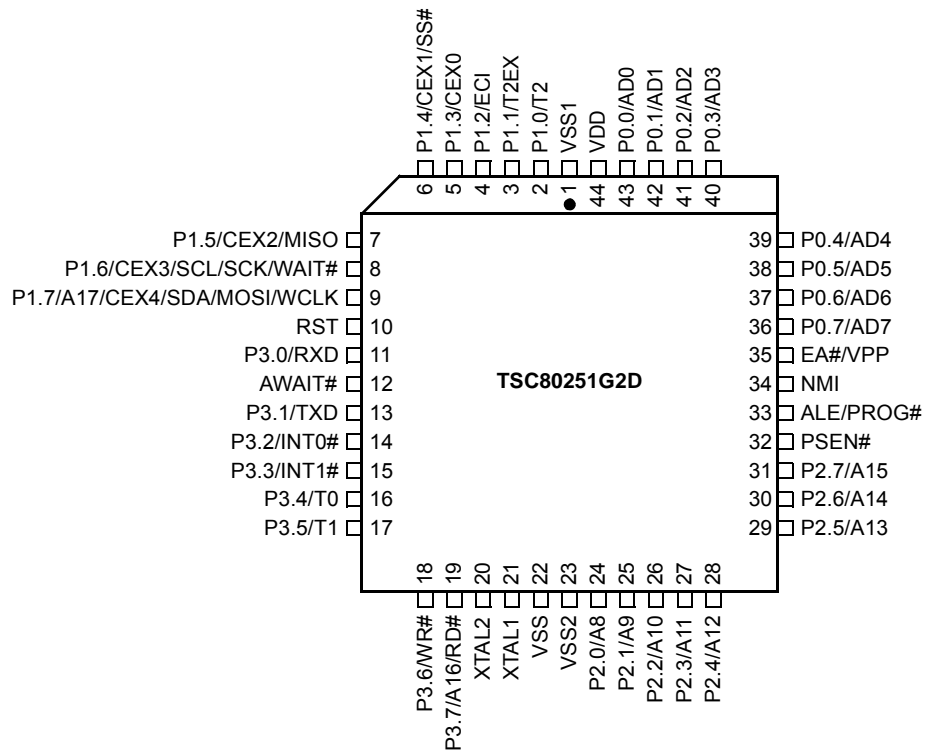 P1.4/CEX1/SS#
P1.3/CEX0
P1.2/ECI
P1.1/T2EX
P1.0/T2
VSS1
VDD
P0.0/AD0
P0.1/AD1
P0.2/AD2
P0.3/AD3
6 5 4 3 2 1 44 43 42 41 40
P1.5/CEX2/MISO 7
P1.6/CEX3/SCL/SCK/WAIT# 8
P1.7/A17/CEX4/SDA/MOSI/WCLK 9
RST 10
P3.0/RXD 11
AWAIT# 12
P3.1/TXD 13
P3.2/INT0# 14
P3.3/INT1# 15
P3.4/T0 16
P3.5/T1 17
TSC80251G2D
39 P0.4/AD4
38 P0.5/AD5
37 P0.6/AD6
36 P0.7/AD7
35 EA#/VPP
34 NMI
33 ALE/PROG#
32 PSEN#
31 P2.7/A15
30 P2.6/A14
29 P2.5/A13
18 19 20 21 22 23 24 25 26 27 28
P3.6/WR#
P3.7/A16/RD#
XTAL2
XTAL1
VSS
VSS2
P2.0/A8
P2.1/A9
P2.2/A10
P2.3/A11
P2.4/A12